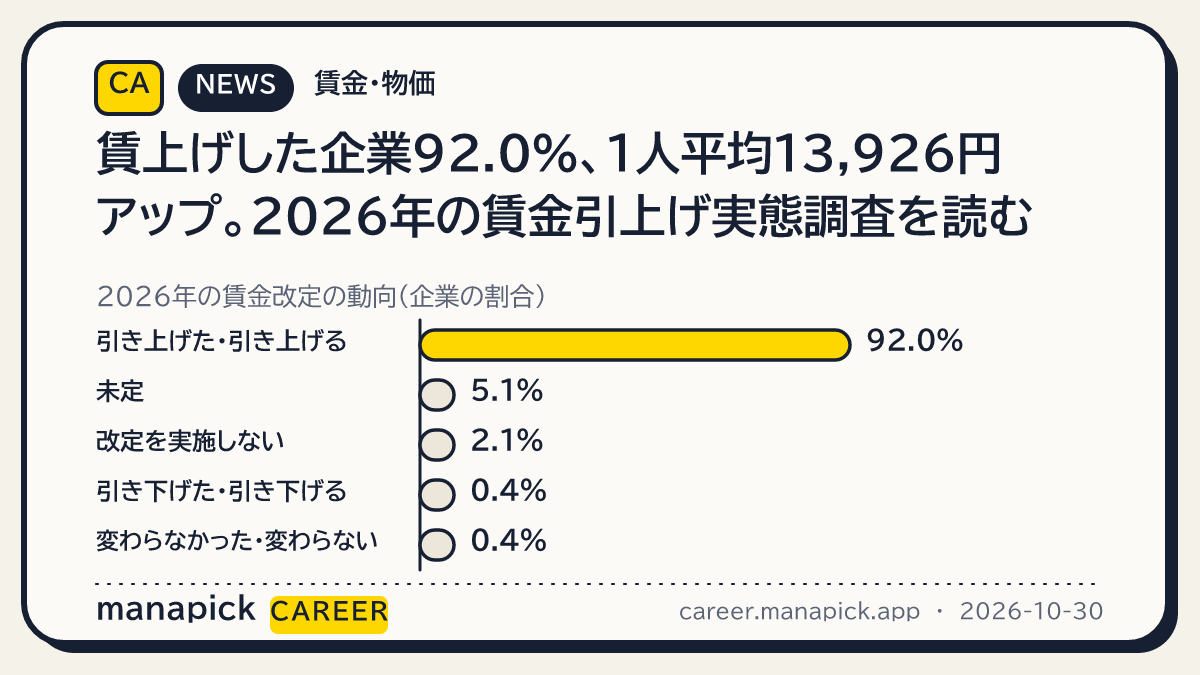 CA NEWS 賃金・物価
賃上げした企業92.0%、1人平均13,926円
アップ。2026年の賃金引上げ実態調査を読む
2026年の賃金改定の動向（企業の割合）
引き上げた・引き上げる 92.0%
未定 5.1%
改定を実施しない 2.1%
引き下げた・引き下げる 0.4%
変わらなかった・変わらない 0.4%
manapick CAREER career.manapick.app ・ 2026-10-30